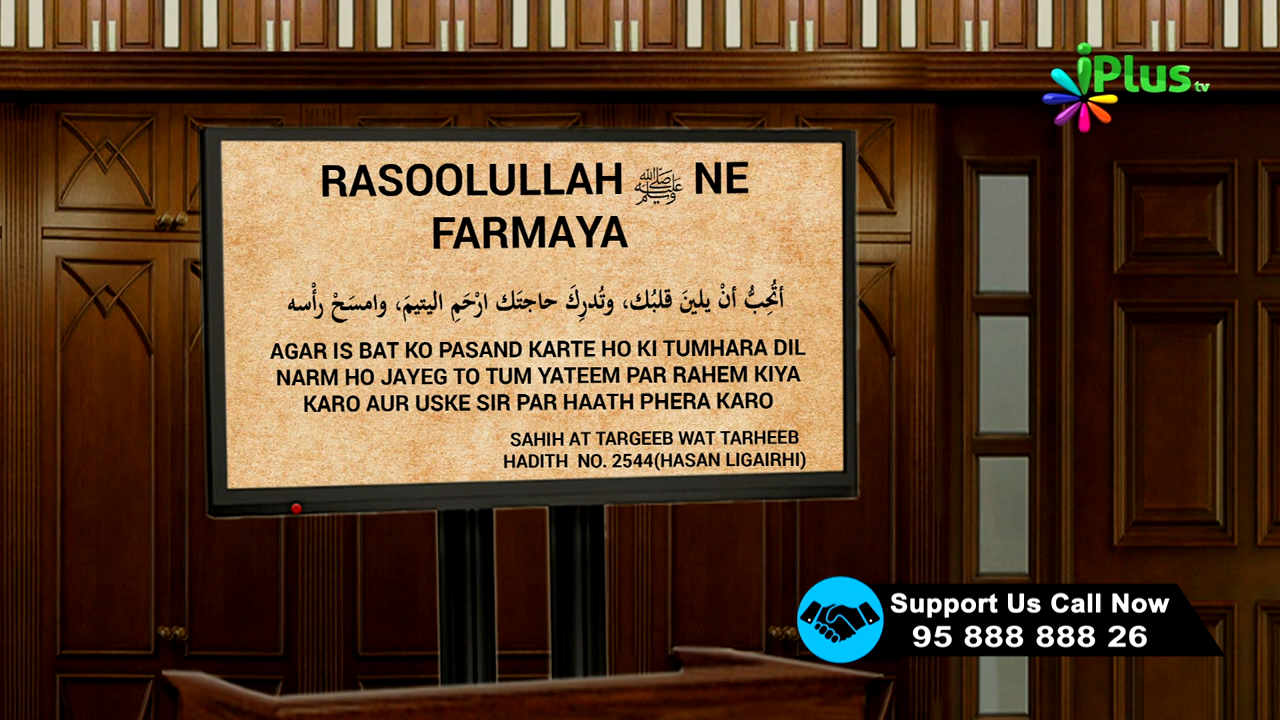 iPlus tv
RASOOLULLAH ﷺ NE
FARMAYA
أتُحِبُّ أنْ يلينَ قلبُك، وتُدرِكَ حاجتَك ارْحَمِ اليتيمَ، وامسَحْ رأْسه
AGAR IS BAT KO PASAND KARTE HO KI TUMHARA DIL
NARM HO JAYEG TO TUM YATEEM PAR RAHEM KIYA
KARO AUR USKE SIR PAR HAATH PHERA KARO
SAHIH AT TARGEEB WAT TARHEEB
HADITH NO. 2544(HASAN LIGAIRHI)
Support Us Call Now
95 888 888 26